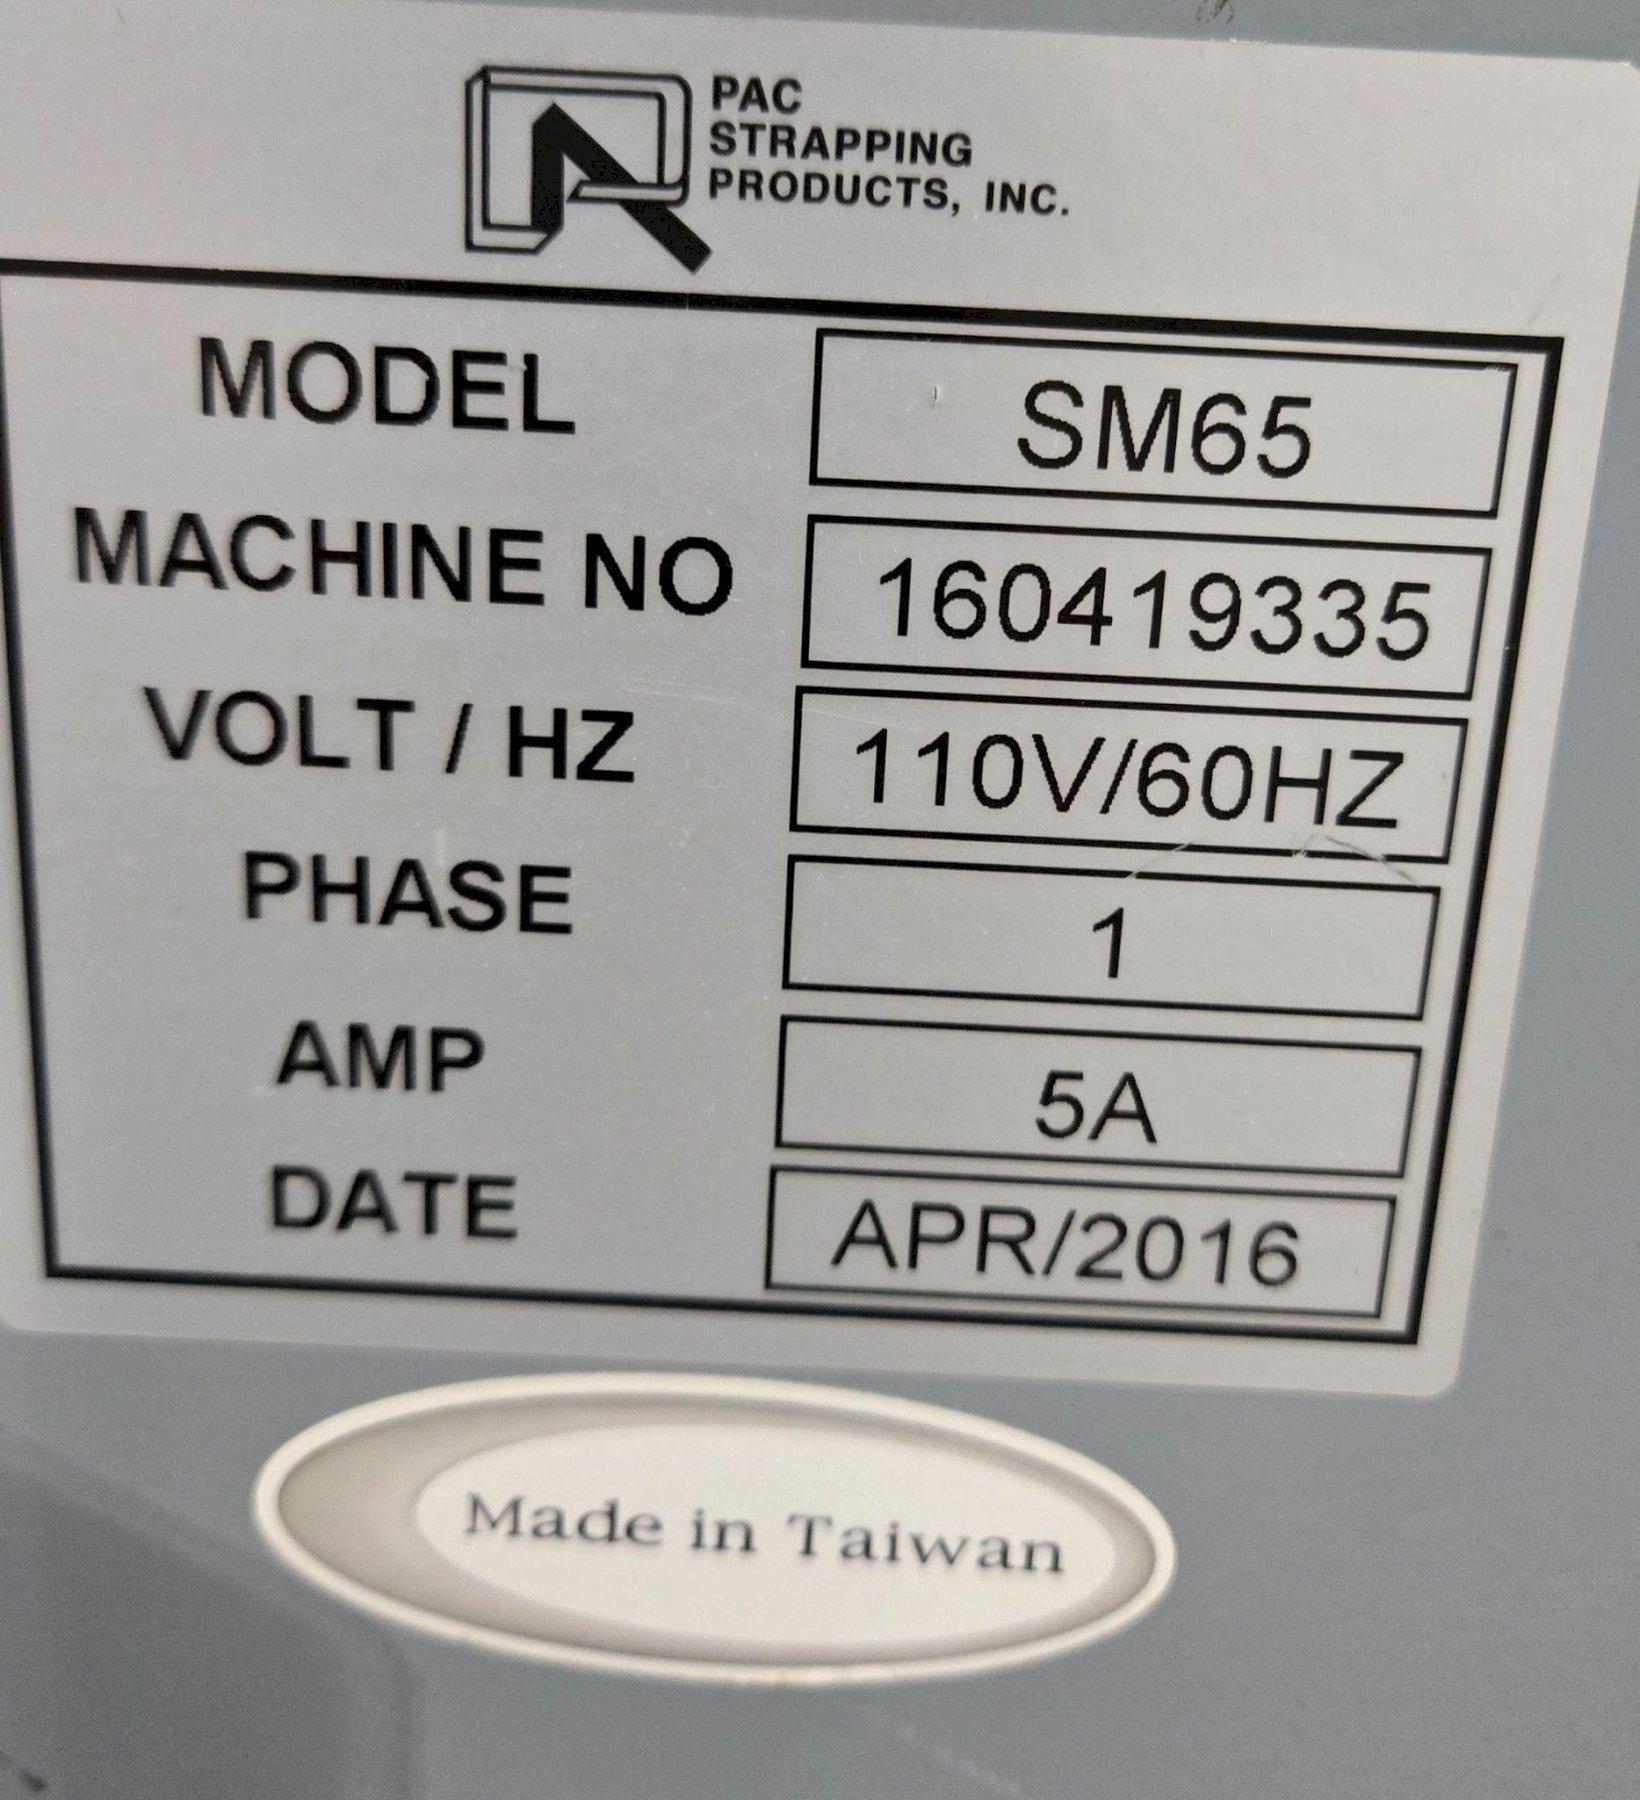 PAC
STRAPPING
PRODUCTS, INC.
MODEL SM65
MACHINE NO 160419335
VOLT / HZ 110V/60HZ
PHASE 1
AMP 5A
DATE APR/2016
Made in Taiwan